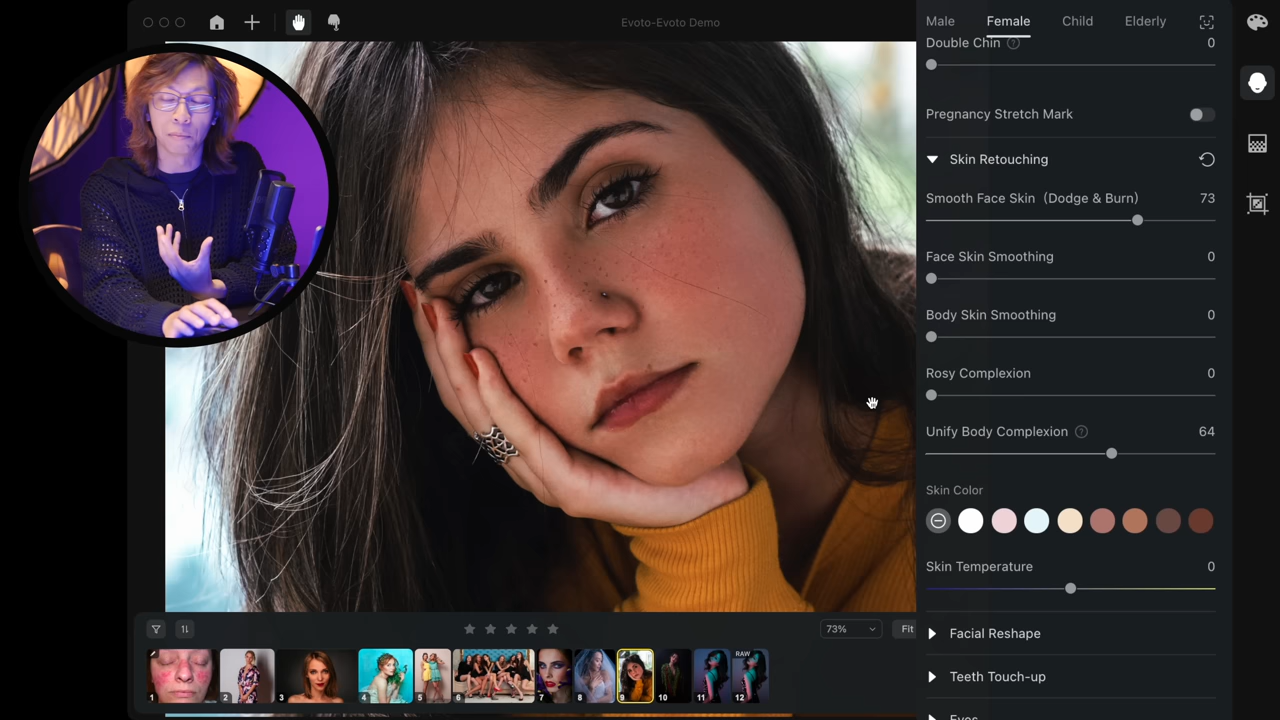 Evoto-Evoto Demo
Male Female Child Elderly
Double Chin ? 0
Pregnancy Stretch Mark
Skin Retouching
Smooth Face Skin (Dodge & Burn) 73
Face Skin Smoothing 0
Body Skin Smoothing 0
Rosy Complexion 0
Unify Body Complexion ? 64
Skin Color
Skin Temperature 0
Facial Reshape
Teeth Touch-up
Eyes
73% Fit
RAW
1 2 3 4 5 6 7 8 9 10 11 12